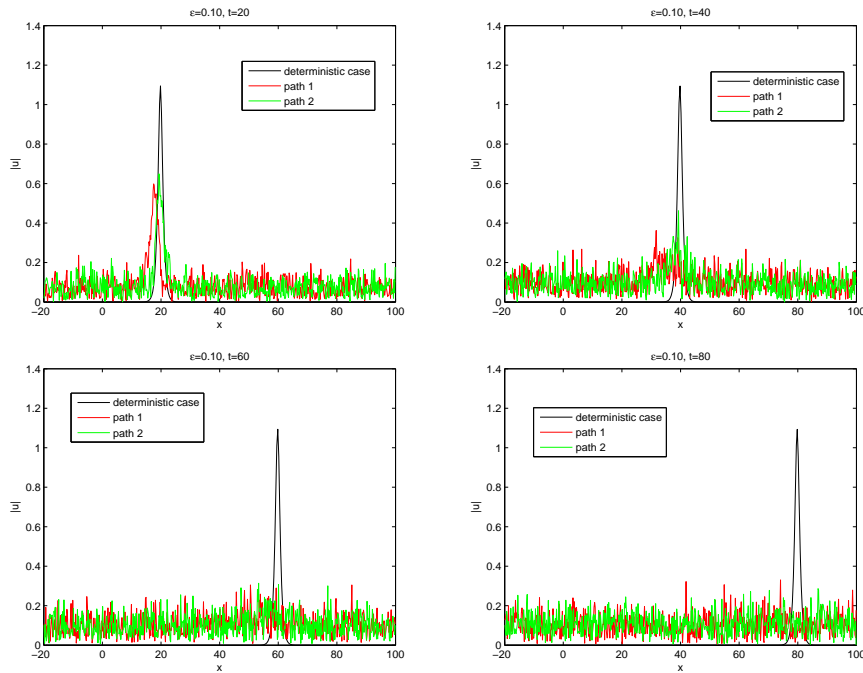 ε=0.10, t=20
1.4
1.2
1
0.8
0.6
0.4
0.2
0
|u|
deterministic case
path 1
path 2
−20 0 20 40 60 80 100
x
ε=0.10, t=40
1.4
1.2
1
0.8
0.6
0.4
0.2
0
|u|
deterministic case
path 1
path 2
−20 0 20 40 60 80 100
x
ε=0.10, t=60
1.4
1.2
1
0.8
0.6
0.4
0.2
0
|u|
deterministic case
path 1
path 2
−20 0 20 40 60 80 100
x
ε=0.10, t=80
1.4
1.2
1
0.8
0.6
0.4
0.2
0
|u|
deterministic case
path 1
path 2
−20 0 20 40 60 80 100
x